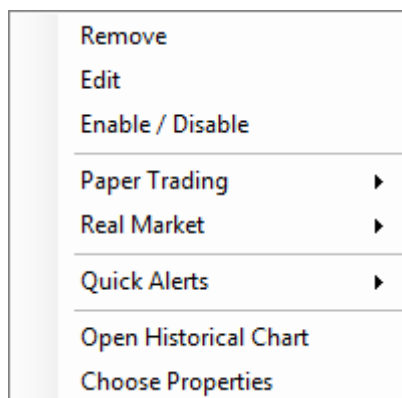 Remove
Edit
Enable / Disable
Paper Trading
Real Market
Quick Alerts
Open Historical Chart
Choose Properties